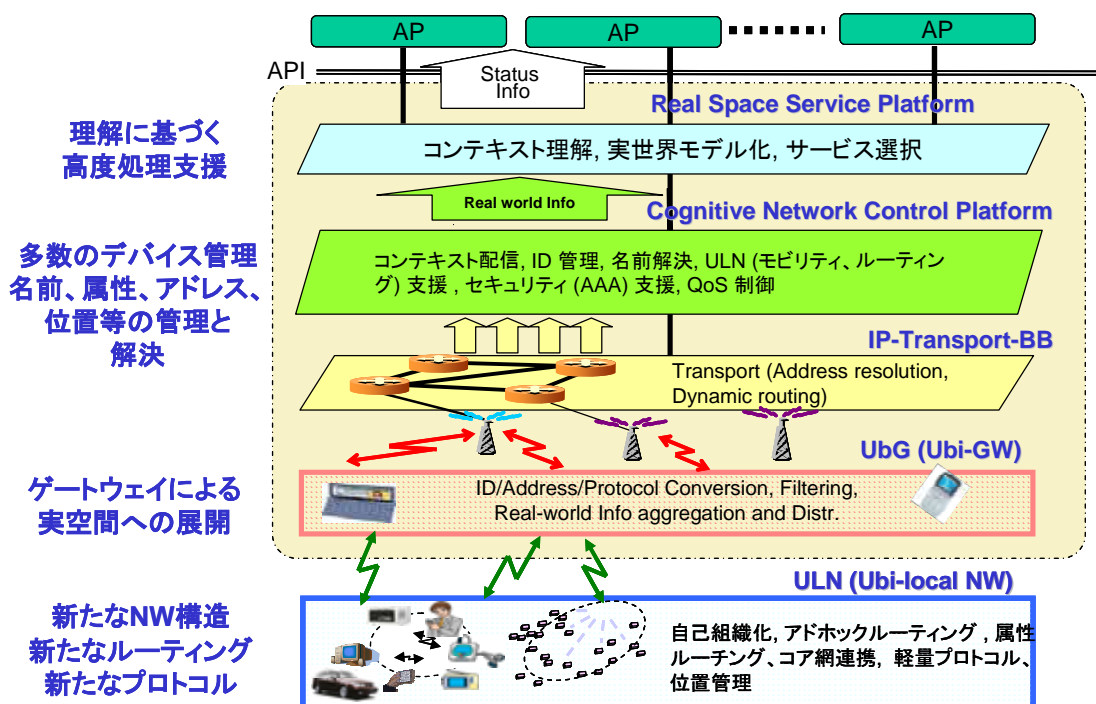 AP
AP
AP
API
Status
Info
Real Space Service Platform
理解に基づく
高度処理支援
コンテキスト理解, 実世界モデル化, サービス選択
Real world Info
Cognitive Network Control Platform
多数のデバイス管理
名前、属性、アドレス、
位置等の管理と
解決
コンテキスト配信, ID 管理, 名前解決, ULN (モビリティ、ルーティン
グ) 支援 , セキュリティ (AAA) 支援, QoS 制御
IP-Transport-BB
Transport (Address resolution,
Dynamic routing)
UbG (Ubi-GW)
ゲートウェイによる
実空間への展開
ID/Address/Protocol Conversion, Filtering,
Real-world Info aggregation and Distr.
ULN (Ubi-local NW)
新たなNW構造
新たなルーティング
新たなプロトコル
自己組織化, アドホックルーティング , 属性
ルーチング、コア網連携, 軽量プロトコル、
位置管理